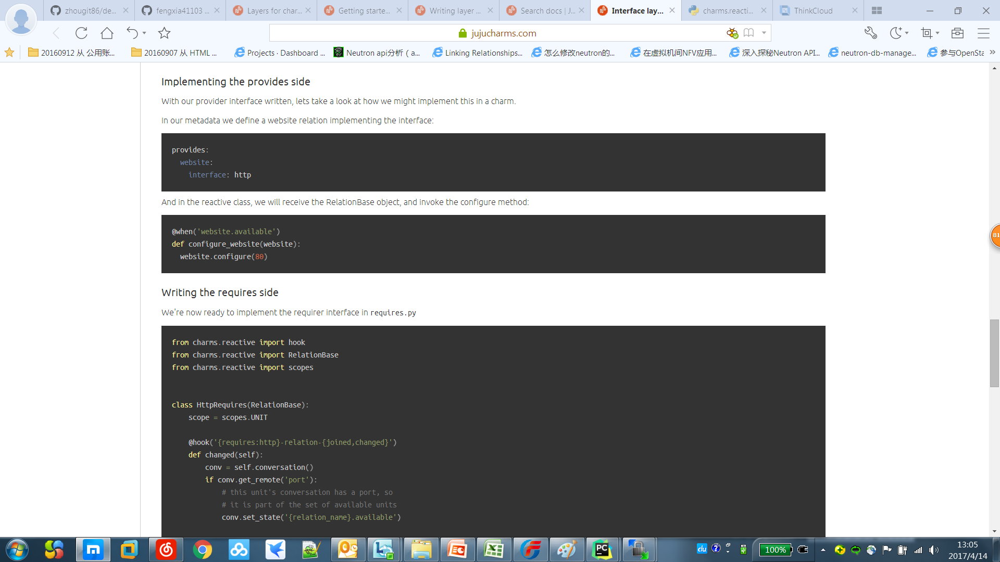 zhougit86/de...
fengxia41103 ...
Layers for char...
Getting starte...
Writing layer ...
Search docs | J...
Interface lay...
charms.reacti...
ThinkCloud
jujucharms.com
20160912 从 公用账...
20160907 从 HTML ...
Projects · Dashboard ...
Neutron api分析（a...
Linking Relationships...
怎么修改neutron的...
在虚拟机间NFV应用...
深入探秘Neutron API...
neutron-db-manage...
参与OpenSta
Implementing the provides side
With our provider interface written, lets take a look at how we might implement this in a charm.
In our metadata we define a website relation implementing the interface:
provides:
  website:
    interface: http
And in the reactive class, we will receive the RelationBase object, and invoke the configure method:
@when('website.available')
def configure_website(website):
  website.configure(80)
81
Writing the requires side
We're now ready to implement the requirer interface in requires.py
from charms.reactive import hook
from charms.reactive import RelationBase
from charms.reactive import scopes
class HttpRequires(RelationBase):
    scope = scopes.UNIT
    @hook('{requires:http}-relation-{joined,changed}')
    def changed(self):
        conv = self.conversation()
        if conv.get_remote('port'):
            # this unit's conversation has a port, so
            # it is part of the set of available units
            conv.set_state('{relation_name}.available')
du
100%
13:05
2017/4/14